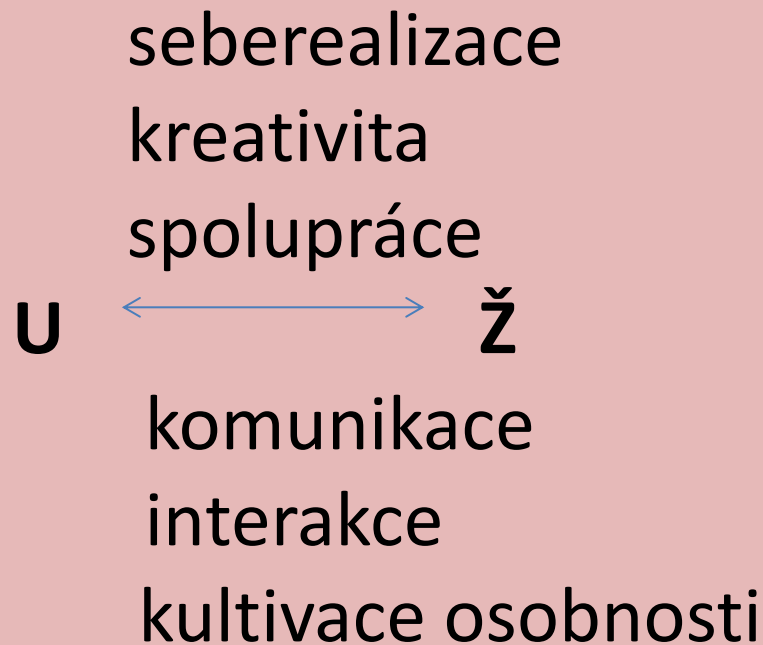 seberealizace
kreativita
spolupráce
U Ž
komunikace
interakce
kultivace osobnosti